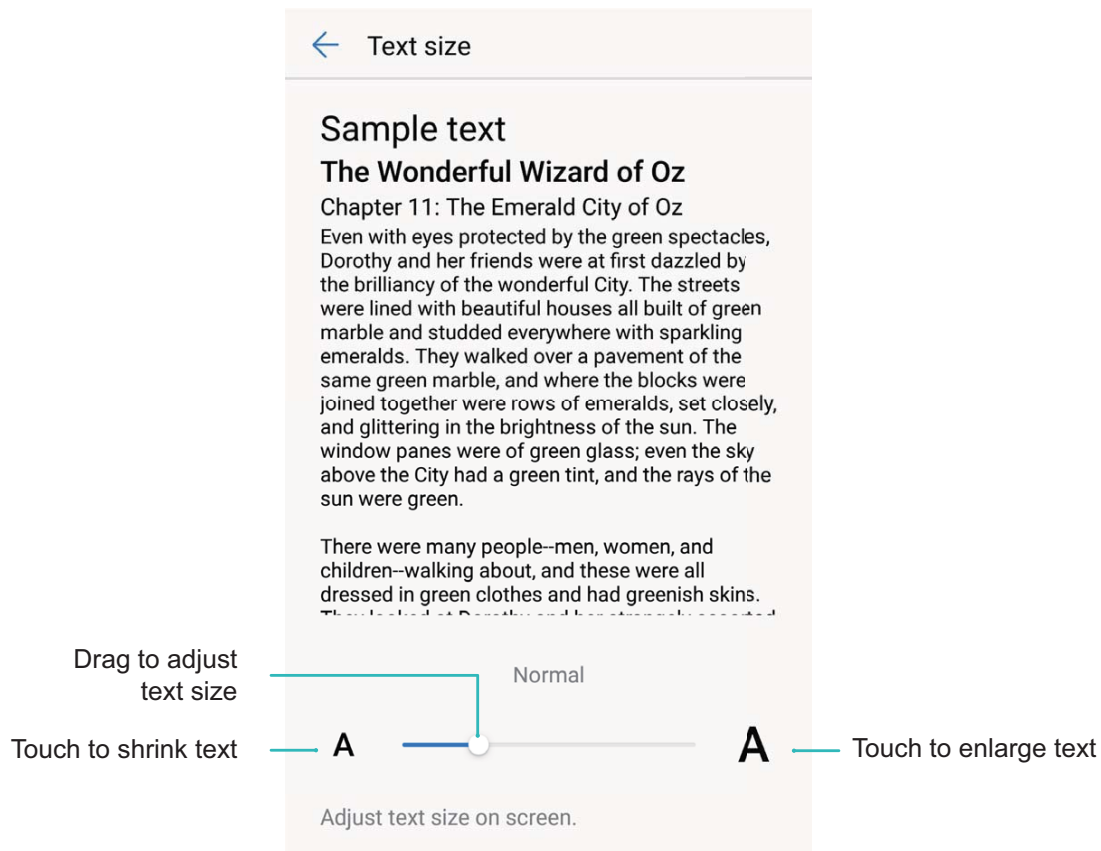 Text size
Sample text
The Wonderful Wizard of Oz
Chapter 11: The Emerald City of Oz
Even with eyes protected by the green spectacles,
Dorothy and her friends were at first dazzled by
the brilliancy of the wonderful City. The streets
were lined with beautiful houses all built of green
marble and studded everywhere with sparkling
emeralds. They walked over a pavement of the
same green marble, and where the blocks were
joined together were rows of emeralds, set closely,
and glittering in the brightness of the sun. The
window panes were of green glass; even the sky
above the City had a green tint, and the rays of the
sun were green.
There were many people--men, women, and
children--walking about, and these were all
dressed in green clothes and had greenish skins.
They looked at Dorothy and her strangely assorted
Drag to adjust
text size
Normal
Touch to shrink text
A
A
Touch to enlarge text
Adjust text size on screen.